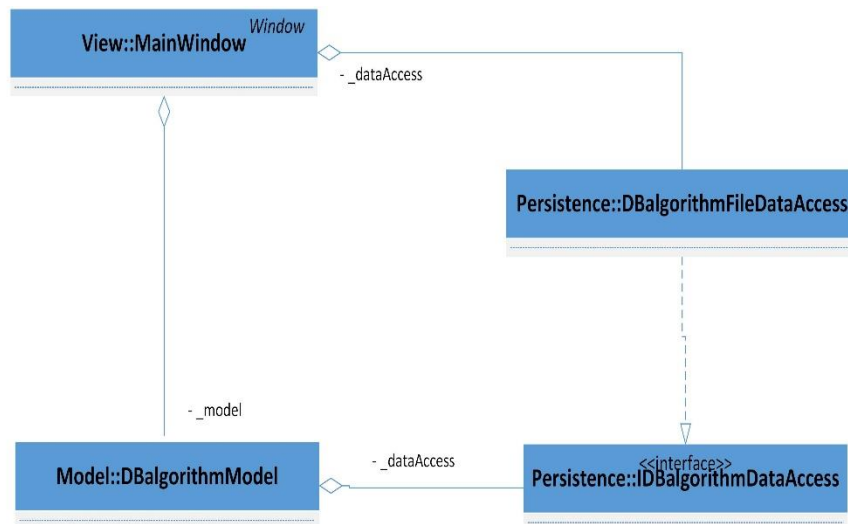 Window
View::MainWindow
- _dataAccess
Persistence::DBalgorithmFileDataAccess
- _model
- _dataAccess
<<interface>>
Model::DBalgorithmModel
Persistence::IDBalgorithmDataAccess